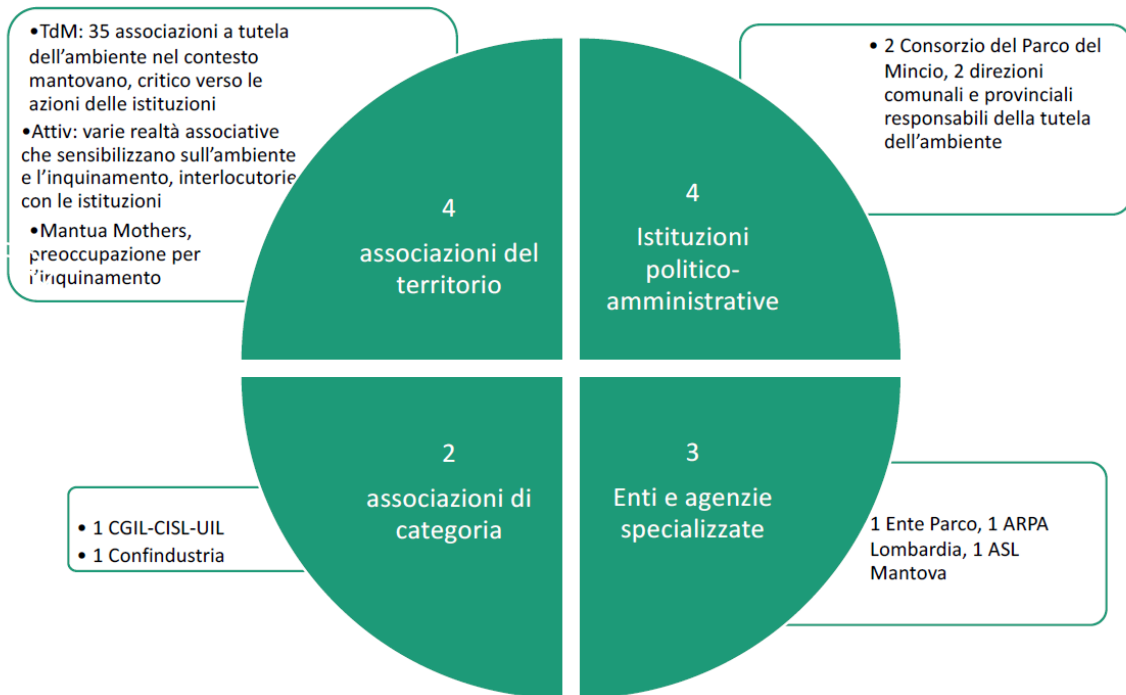 •TdM: 35 associazioni a tutela
dell’ambiente nel contesto
mantovano, critico verso le
azioni delle istituzioni
•Attiv: varie realtà associative
che sensibilizzano sull’ambiente
e l’inquinamento, interlocutorie
con le istituzioni
•Mantua Mothers,
preoccupazione per
l’inquinamento
4
associazioni del
territorio
• 2 Consorzio del Parco del
Mincio, 2 direzioni
comunali e provinciali
responsabili della tutela
dell’ambiente
4
Istituzioni
politico-
amministrative
2
associazioni di
categoria
• 1 CGIL-CISL-UIL
• 1 Confindustria
3
Enti e agenzie
specializzate
1 Ente Parco, 1 ARPA
Lombardia, 1 ASL
Mantova